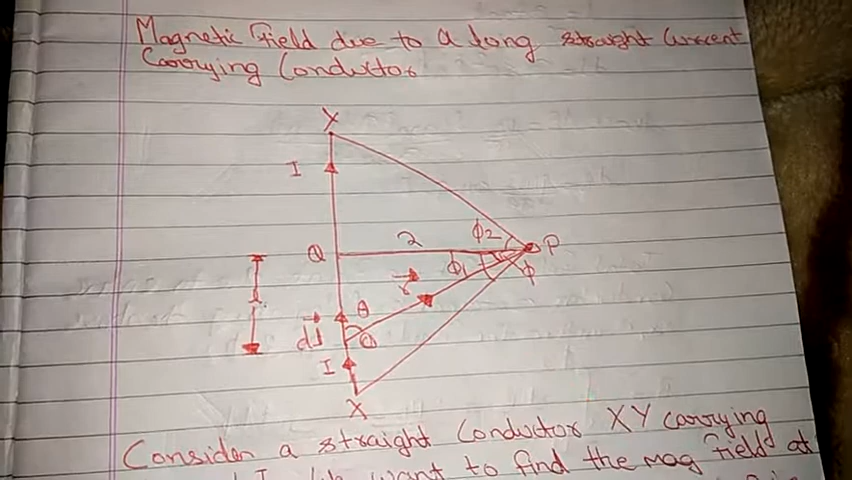 Magnetic Field due to a long straight Current
Carrying Conductor
Y
I
a
ϕ2
P
Q
ϕ1
ϕ
r
l
θ
dl
O
I
X
Consider a straight Conductor XY carrying
I. We want to find the mag field at